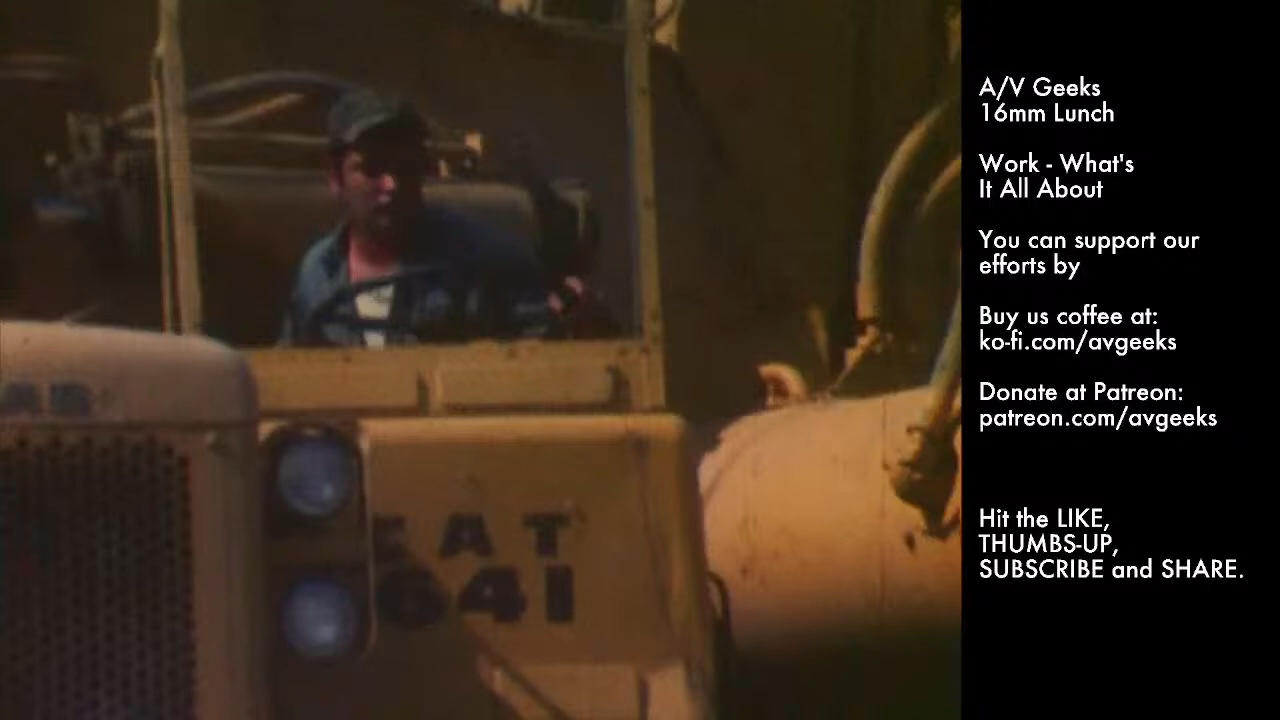 CAT
641
A/V Geeks
16mm Lunch
Work - What's
It All About
You can support our
efforts by
Buy us coffee at:
ko-fi.com/avgeeks
Donate at Patreon:
patreon.com/avgeeks
Hit the LIKE,
THUMBS-UP,
SUBSCRIBE and SHARE.